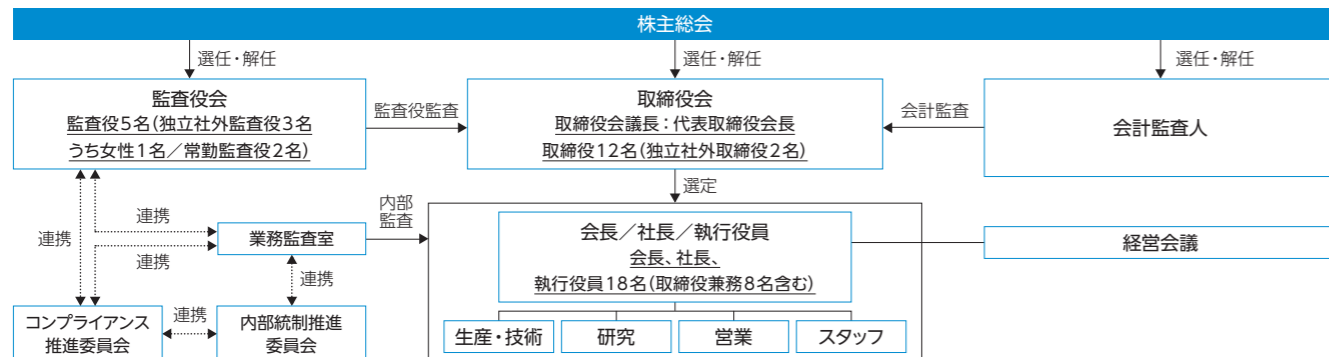 株主総会
選任・解任
選任・解任
選任・解任
監査役会
監査役5名(独立社外監査役3名
うち女性1名／常勤監査役2名)
監査役監査
取締役会
取締役会議長：代表取締役会長
取締役12名(独立社外取締役2名)
会計監査
会計監査人
選定
連携
連携
連携
業務監査室
内部
監査
会長／社長／執行役員
会長、社長、
執行役員18名(取締役兼務8名含む)
経営会議
連携
コンプライアンス
推進委員会
連携
内部統制推進
委員会
生産・技術
研究
営業
スタッフ